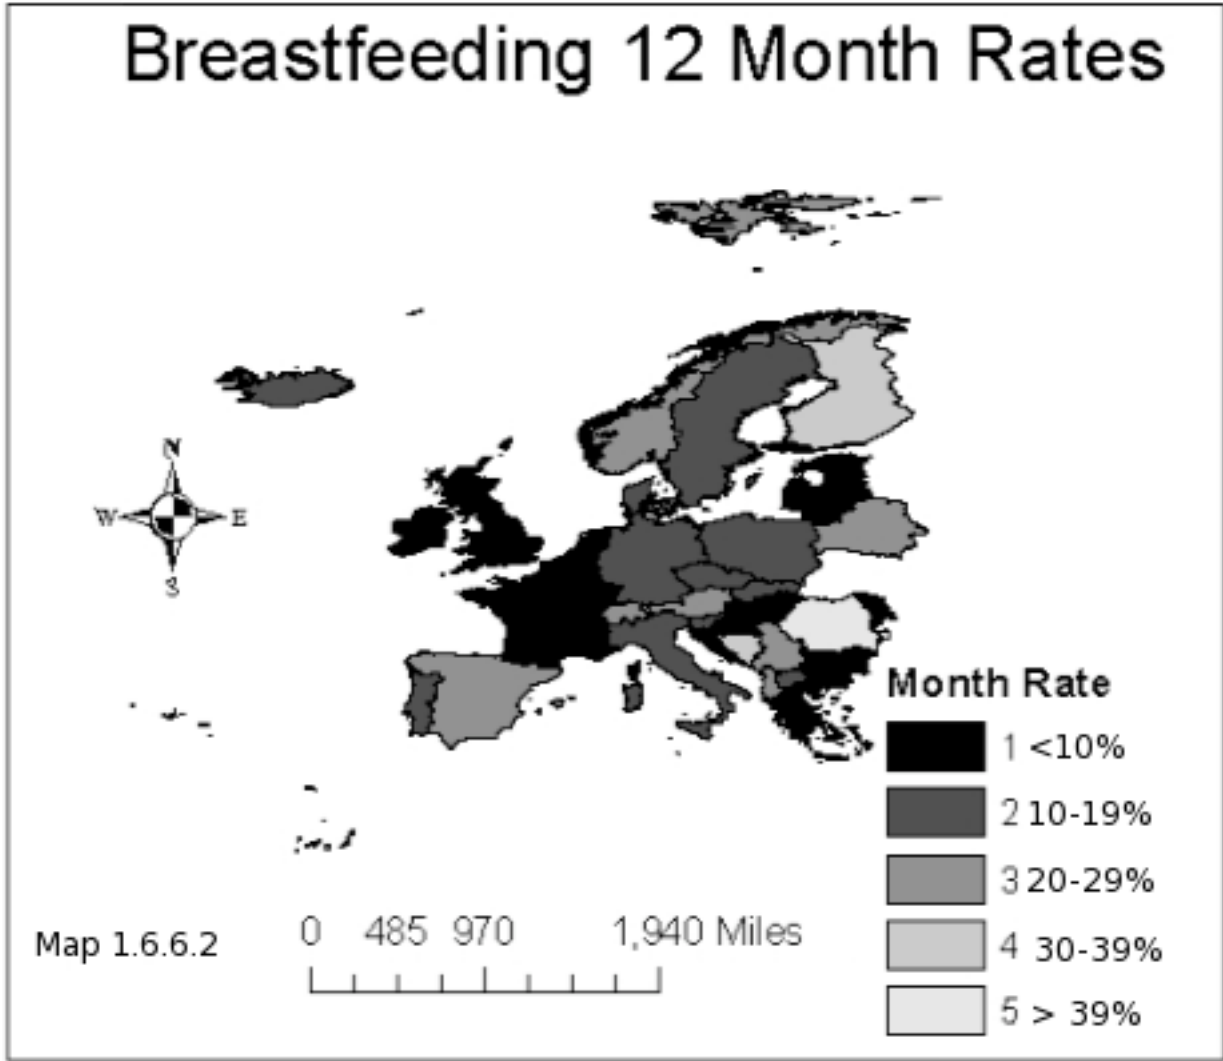 Breastfeeding 12 Month Rates
N
W E
S
Month Rate
1 <10%
2 10-19%
3 20-29%
4 30-39%
5 > 39%
Map 1.6.6.2
0 485 970 1,940 Miles